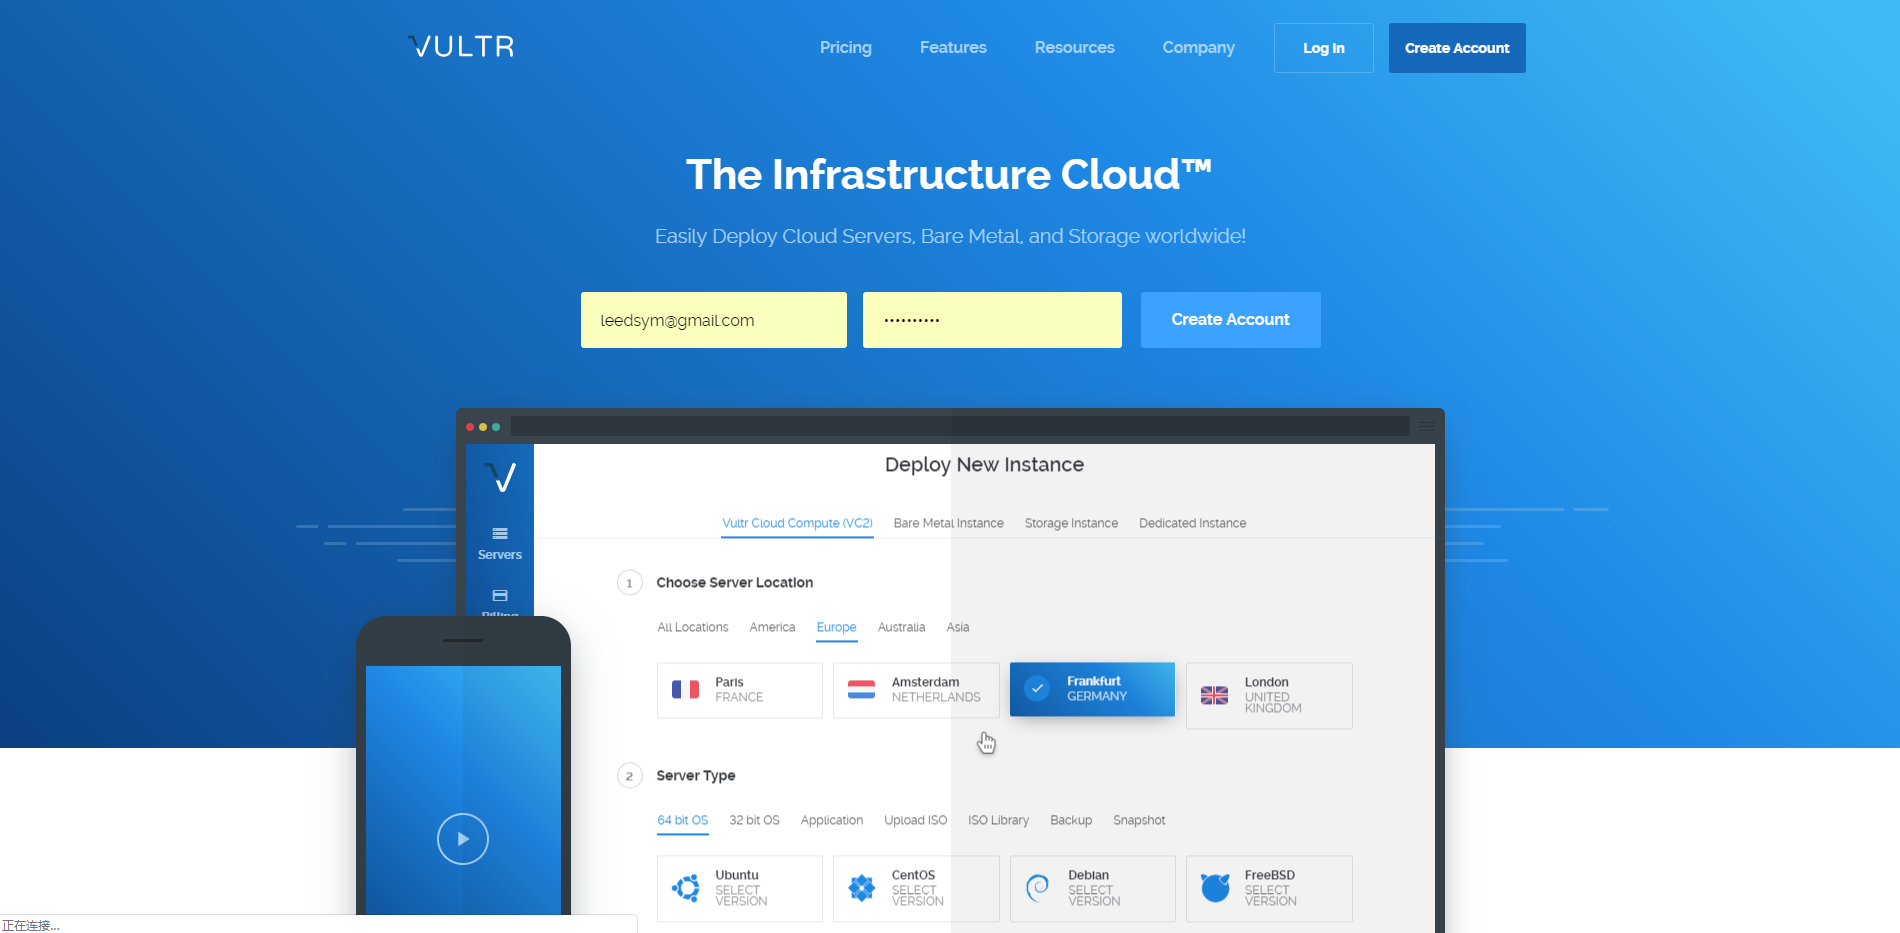 VULTR
Pricing
Features
Resources
Company
Log In
Create Account
The Infrastructure Cloud™
Easily Deploy Cloud Servers, Bare Metal, and Storage worldwide!
leedsym@gmail.com
••••••••••
Create Account
Deploy New Instance
Vultr Cloud Compute (VC2)
Bare Metal Instance
Storage Instance
Dedicated Instance
Servers
Billing
1
Choose Server Location
All Locations
America
Europe
Australia
Asia
Paris
FRANCE
Amsterdam
NETHERLANDS
Frankfurt
GERMANY
London
UNITED
KINGDOM
2
Server Type
64 bit OS
32 bit OS
Application
Upload ISO
ISO Library
Backup
Snapshot
Ubuntu
SELECT
VERSION
CentOS
SELECT
VERSION
Debian
SELECT
VERSION
FreeBSD
SELECT
VERSION
正在连接...